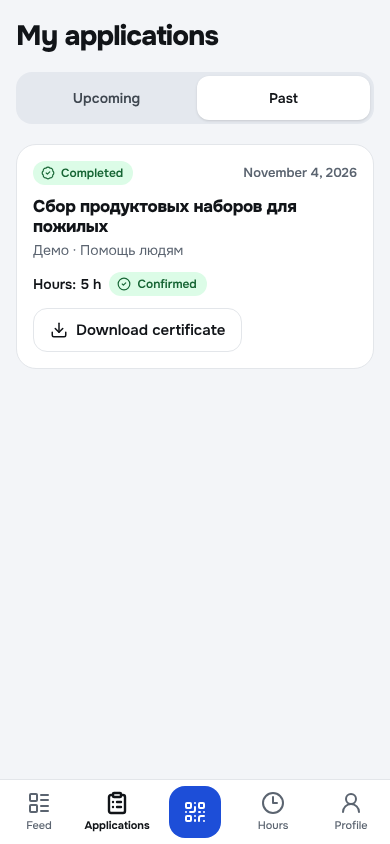 My applications
Upcoming
Past
Completed
November 4, 2026
Сбор продуктовых наборов для
пожилых
Демо · Помощь людям
Hours: 5 h
Confirmed
Download certificate
Feed
Applications
Hours
Profile